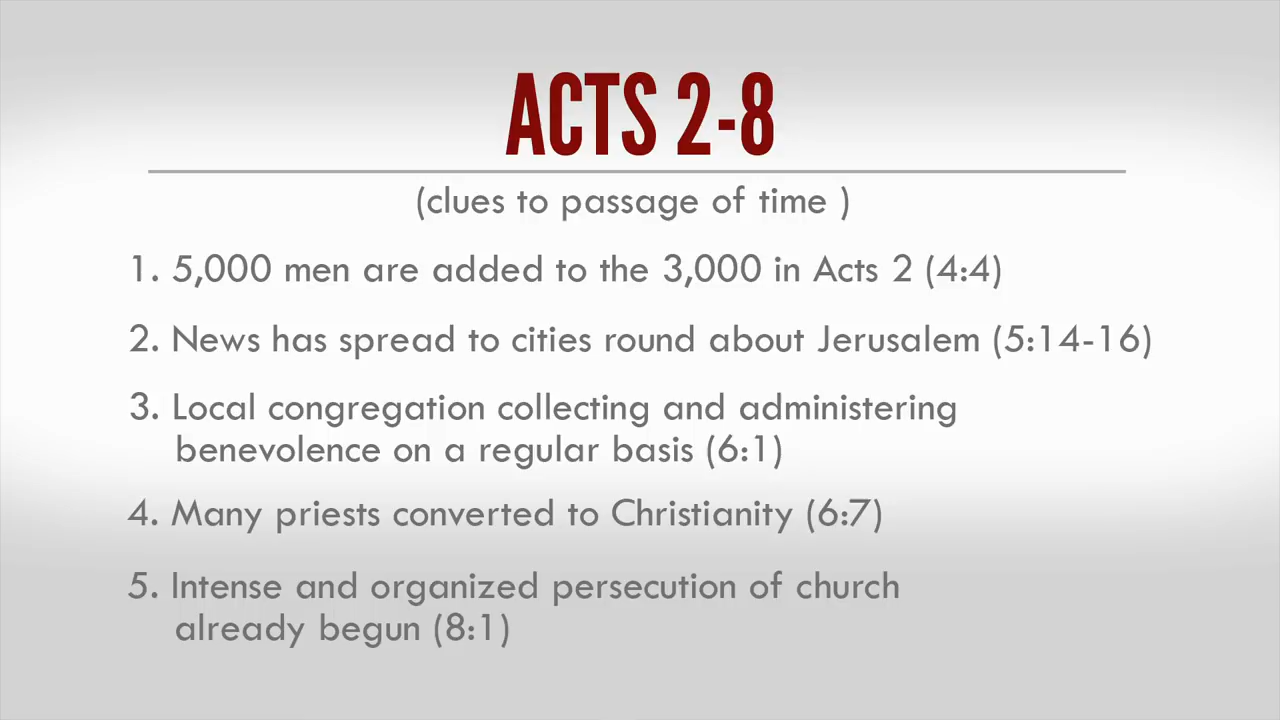 ACTS 2-8
(clues to passage of time )
1. 5,000 men are added to the 3,000 in Acts 2 (4:4)
2. News has spread to cities round about Jerusalem (5:14-16)
3. Local congregation collecting and administering
benevolence on a regular basis (6:1)
4. Many priests converted to Christianity (6:7)
5. Intense and organized persecution of church
already begun (8:1)